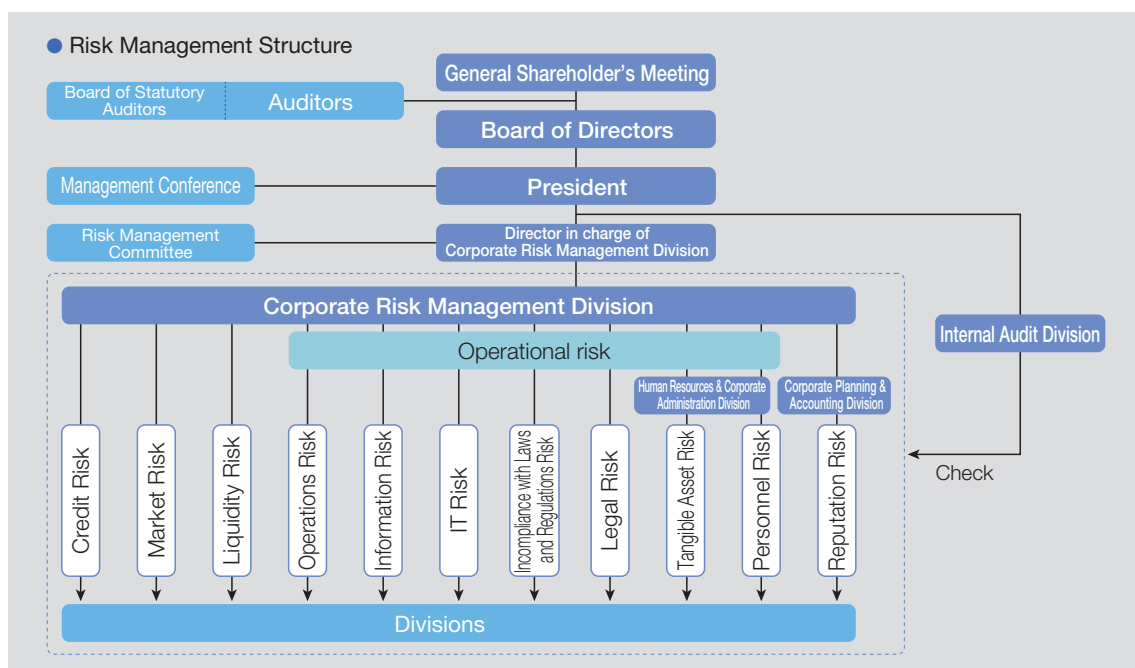 Risk Management Structure
General Shareholder's Meeting
Board of Statutory
Auditors
Auditors
Board of Directors
Management Conference
President
Risk Management
Committee
Director in charge of
Corporate Risk Management Division
Corporate Risk Management Division
Internal Audit Division
Operational risk
Human Resources & Corporate
Administration Division
Corporate Planning &
Accounting Division
Credit Risk
Market Risk
Liquidity Risk
Operations Risk
Information Risk
IT Risk
Incompliance with Laws
and Regulations Risk
Legal Risk
Tangible Asset Risk
Personnel Risk
Reputation Risk
Check
Divisions